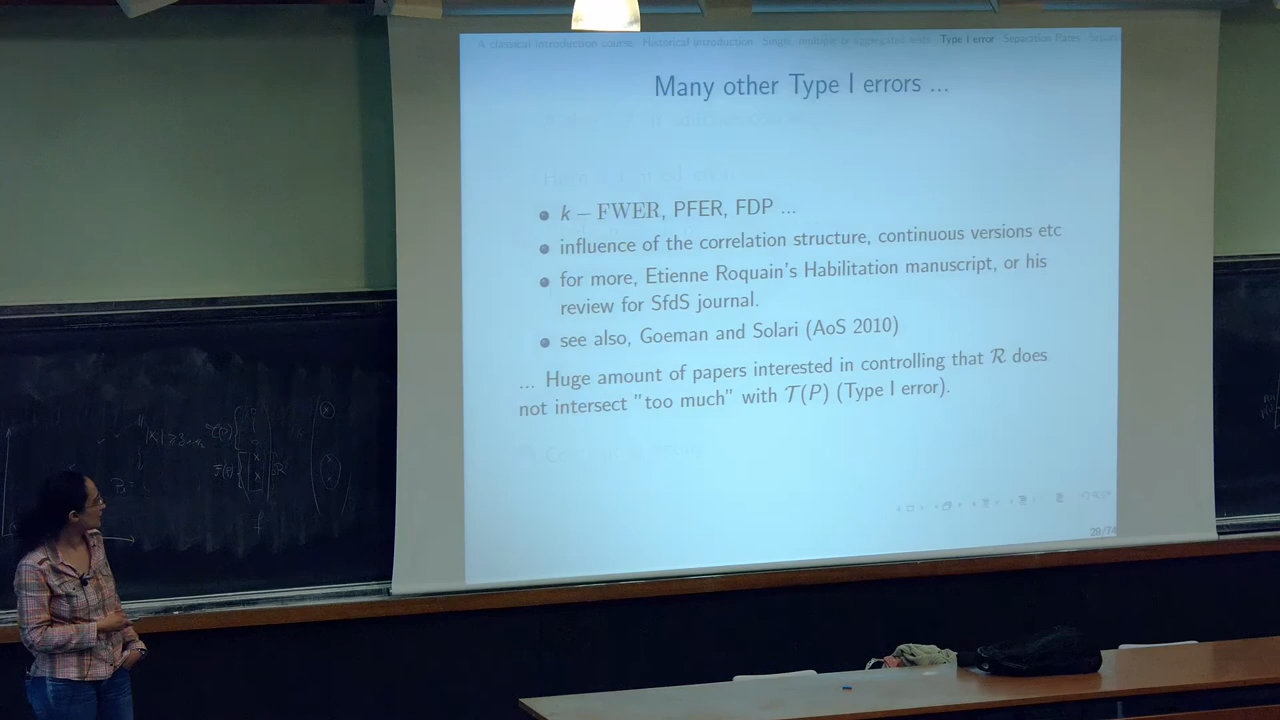 A classical introduction course Historical introduction Single, multiple or aggregated tests Type I error Separation Rates
Many other Type I errors ...
k − FWER, PFER, FDP ...
influence of the correlation structure, continuous versions etc
for more, Etienne Roquain's Habilitation manuscript, or his
review for SfdS journal.
see also, Goeman and Solari (AoS 2010)
... Huge amount of papers interested in controlling that R does
not intersect "too much" with T(P) (Type I error).